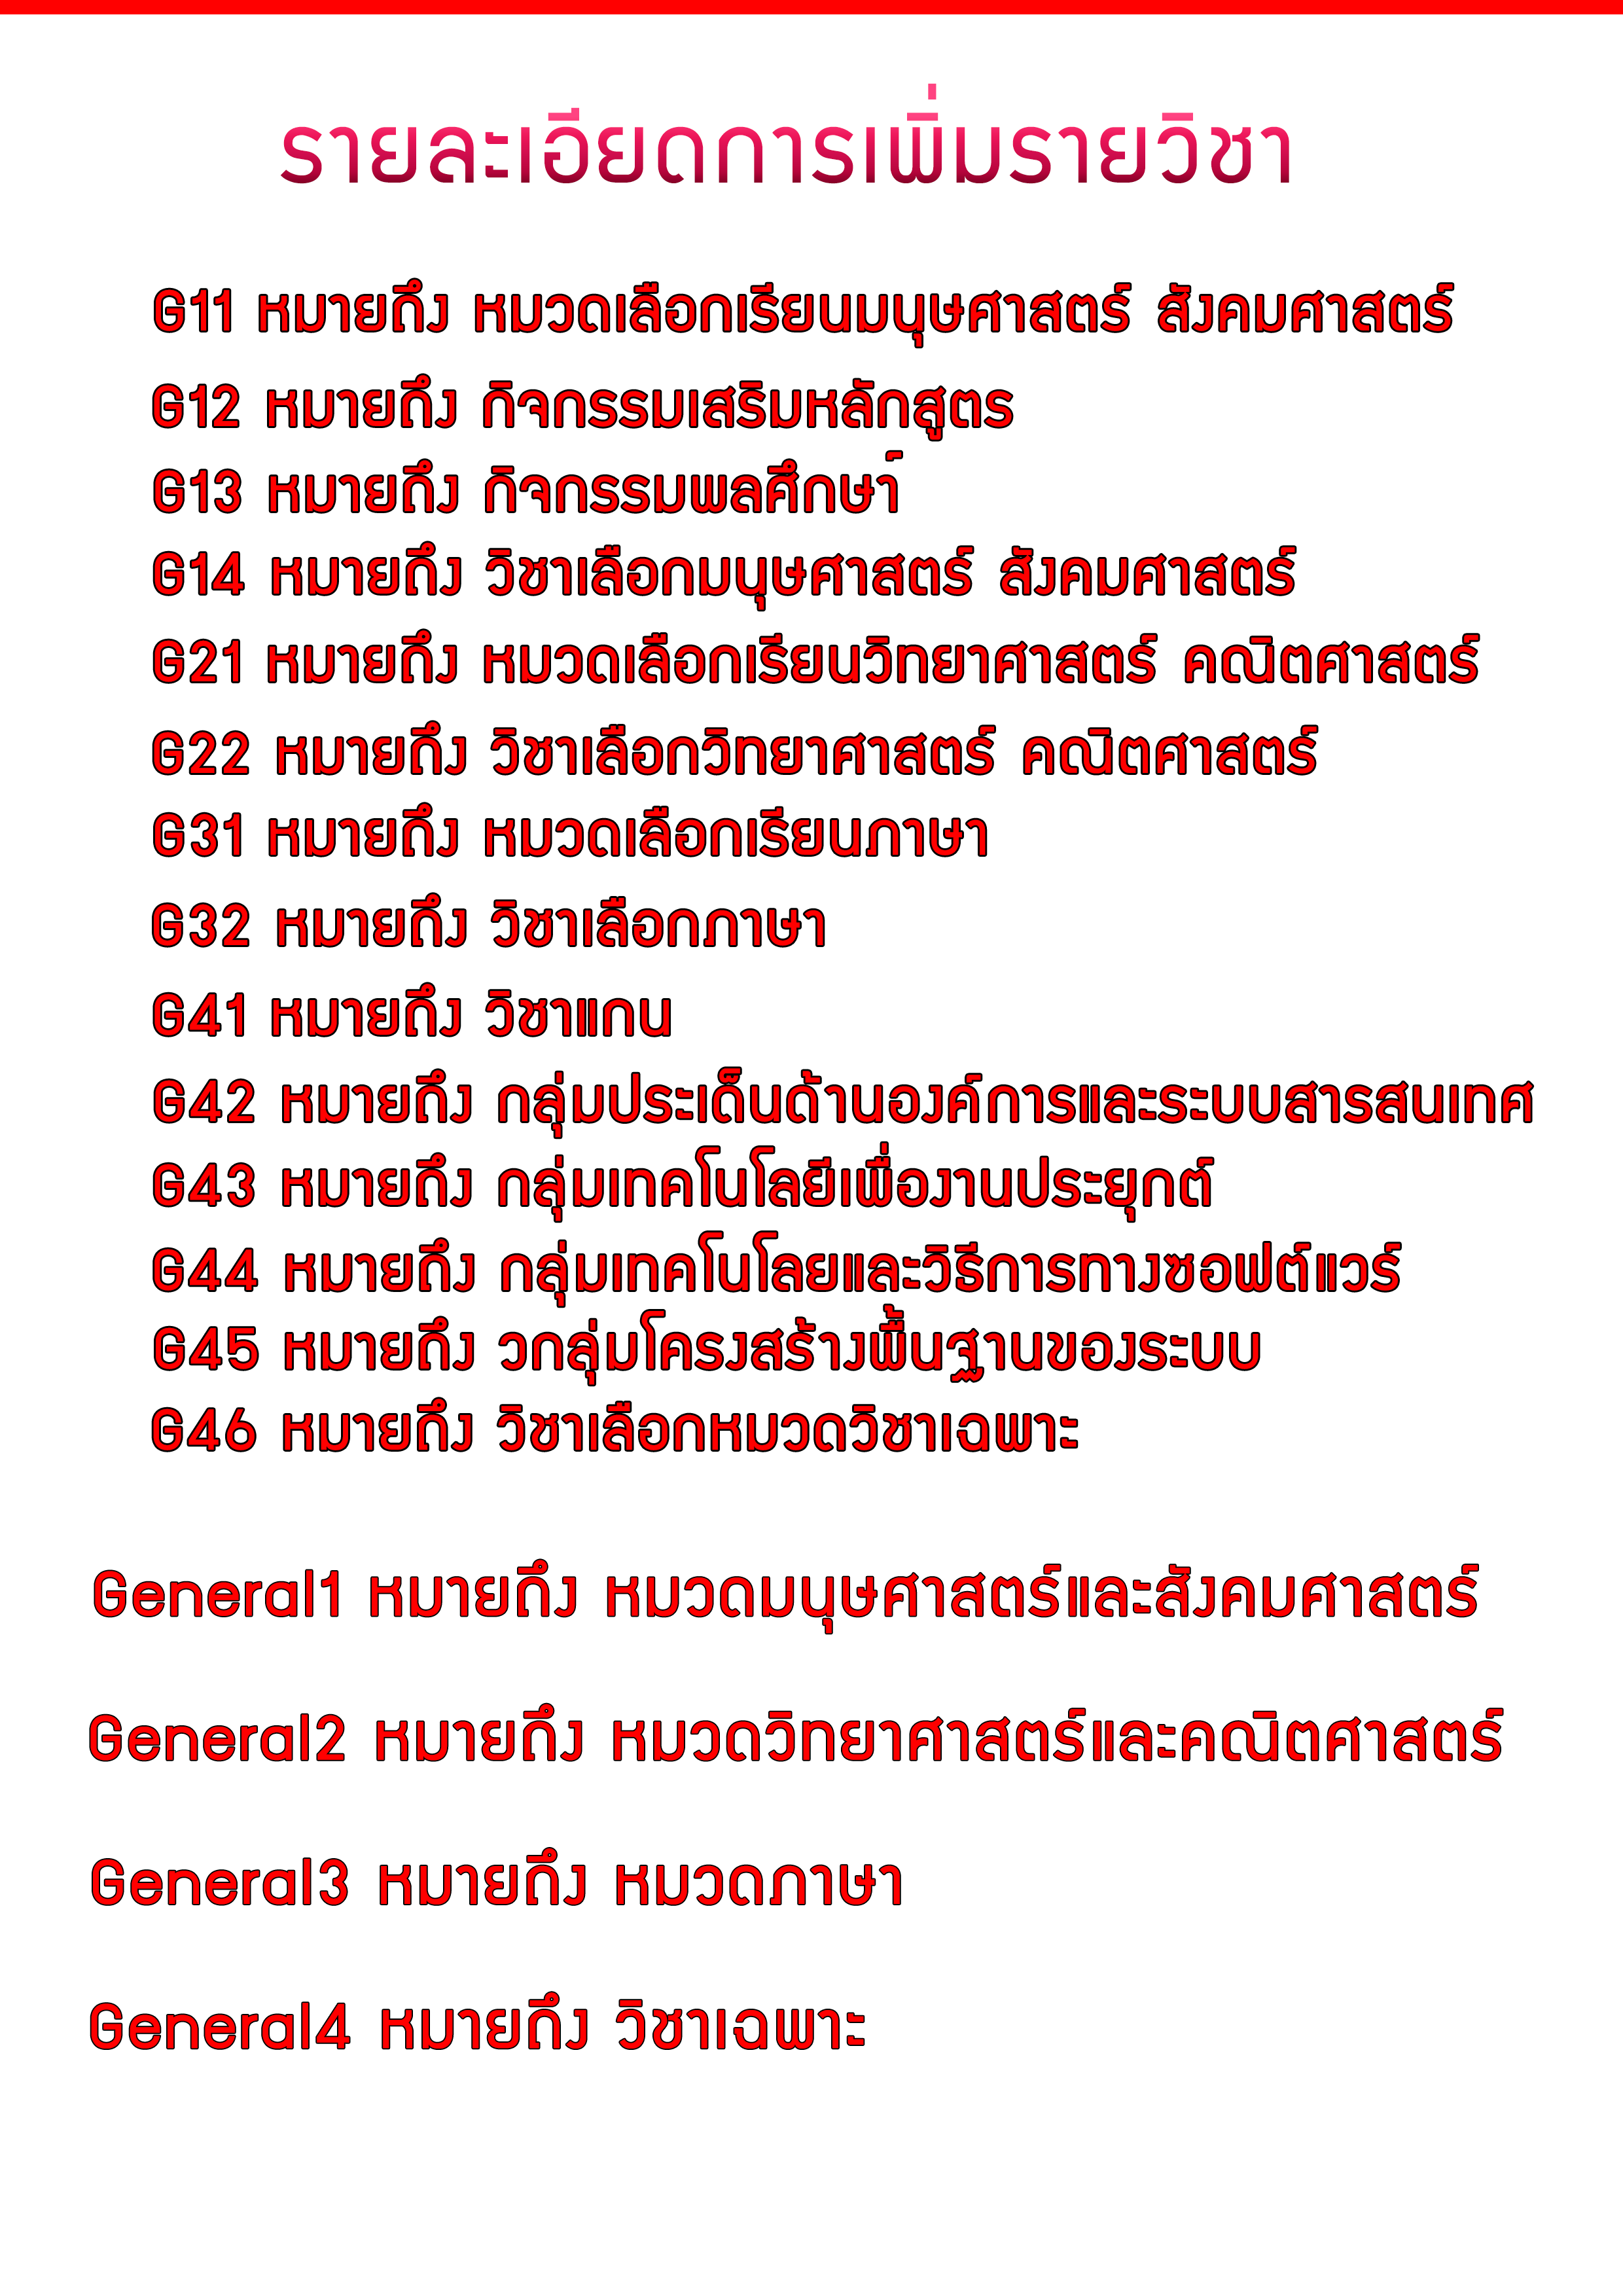 รายละเอียดการเพิ่มรายวิชา
G11 หมายถึง หมวดเลือกเรียนมนุษศาสตร์ สังคมศาสตร์
G12 หมายถึง กิจกรรมเสริมหลักสูตร
G13 หมายถึง กิจกรรมพลศึกษา์
G14 หมายถึง วิชาเลือกมนุษศาสตร์ สังคมศาสตร์
G21 หมายถึง หมวดเลือกเรียนวิทยาศาสตร์ คณิตศาสตร์
G22 หมายถึง วิชาเลือกวิทยาศาสตร์ คณิตศาสตร์
G31 หมายถึง หมวดเลือกเรียนภาษา
G32 หมายถึง วิชาเลือกภาษา
G41 หมายถึง วิชาแกน
G42 หมายถึง กลุ่มประเด็นด้านองค์การและระบบสารสนเทศ
G43 หมายถึง กลุ่มเทคโนโลยีเพื่องานประยุกต์
G44 หมายถึง กลุ่มเทคโนโลยและวิธีการทางซอฟต์แวร์
G45 หมายถึง วกลุ่มโครงสร้างพื้นฐานของระบบ
G46 หมายถึง วิชาเลือกหมวดวิชาเฉพาะ
General1 หมายถึง หมวดมนุษศาสตร์และสังคมศาสตร์
General2 หมายถึง หมวดวิทยาศาสตร์และคณิตศาสตร์
General3 หมายถึง หมวดภาษา
General4 หมายถึง วิชาเฉพาะ